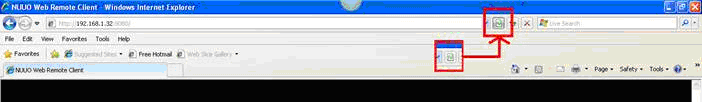 NUUO Web Remote Client - Windows Internet Explorer
http://192.168.1.32:9080/
Live Search
File Edit View Favorites Tools Help
Favorites Suggested Sites Free Hotmail Web Slice Gallery
NUUO Web Remote Client
Page Safety Tools